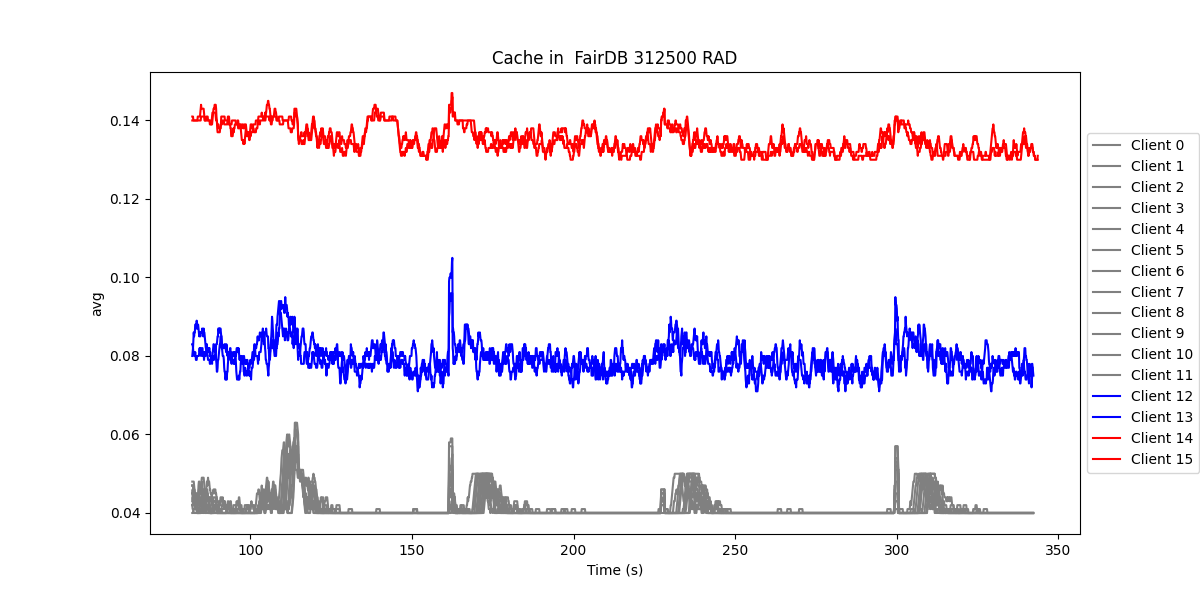 Cache in  FairDB 312500 RAD
avg
0.14
0.12
0.10
0.08
0.06
0.04
100
150
200
250
300
350
Time (s)
Client 0
Client 1
Client 2
Client 3
Client 4
Client 5
Client 6
Client 7
Client 8
Client 9
Client 10
Client 11
Client 12
Client 13
Client 14
Client 15